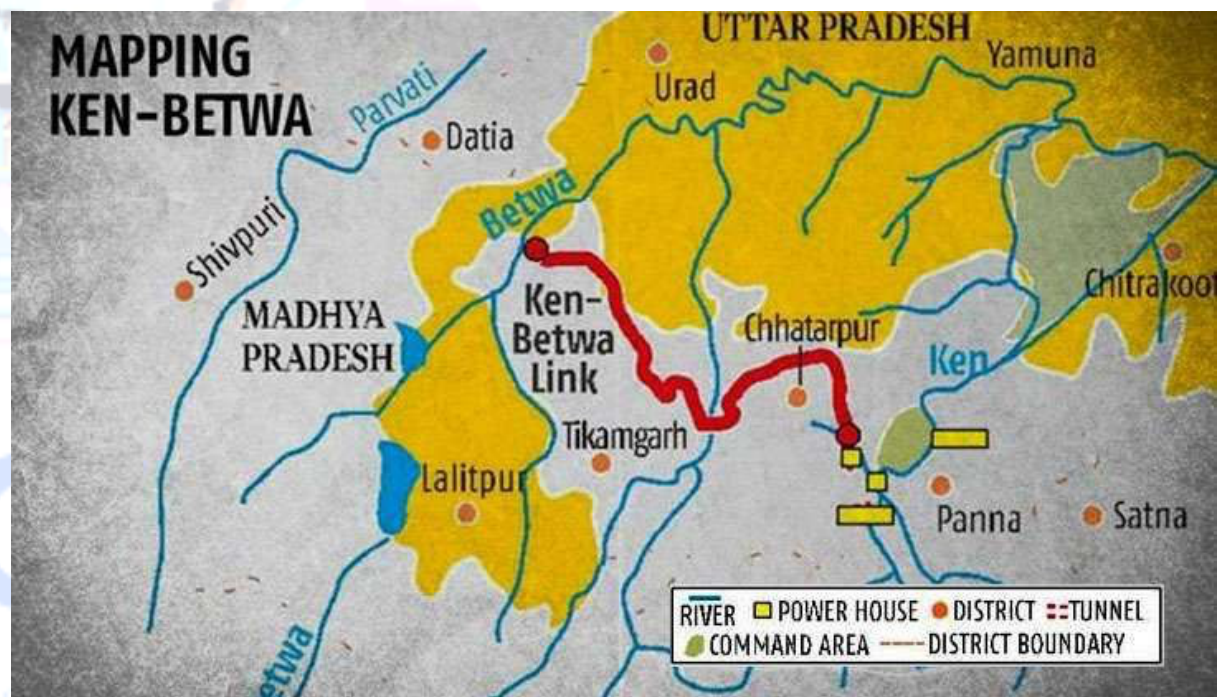 MAPPING
KEN-BETWA
UTTAR PRADESH
Yamuna
Urad
Parvati
Datia
Betwa
Shivpuri
MADHYA
PRADESH
Ken-
Betwa
Link
Chhatarpur
Chitrakoot
Ken
Tikamgarh
Lalitpur
Panna
Satna
etwa
RIVER POWER HOUSE DISTRICT TUNNEL
COMMAND AREA DISTRICT BOUNDARY